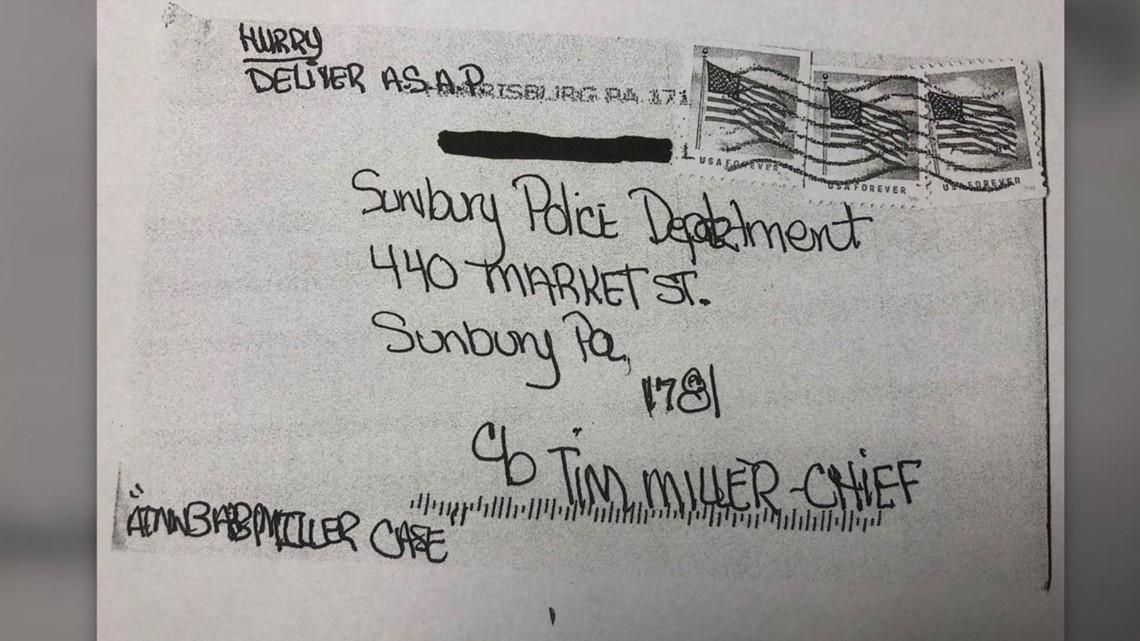 HURRY
DELIVER A.S.A.P.
HARRISBURG PA 171
USA FOREVER
USA FOREVER
USA FOREVER
Sunbury Police Department
440 MARKET ST.
Sunbury Pa,
1781
c/o TIM MILLER-CHIEF
MILLER CASE"